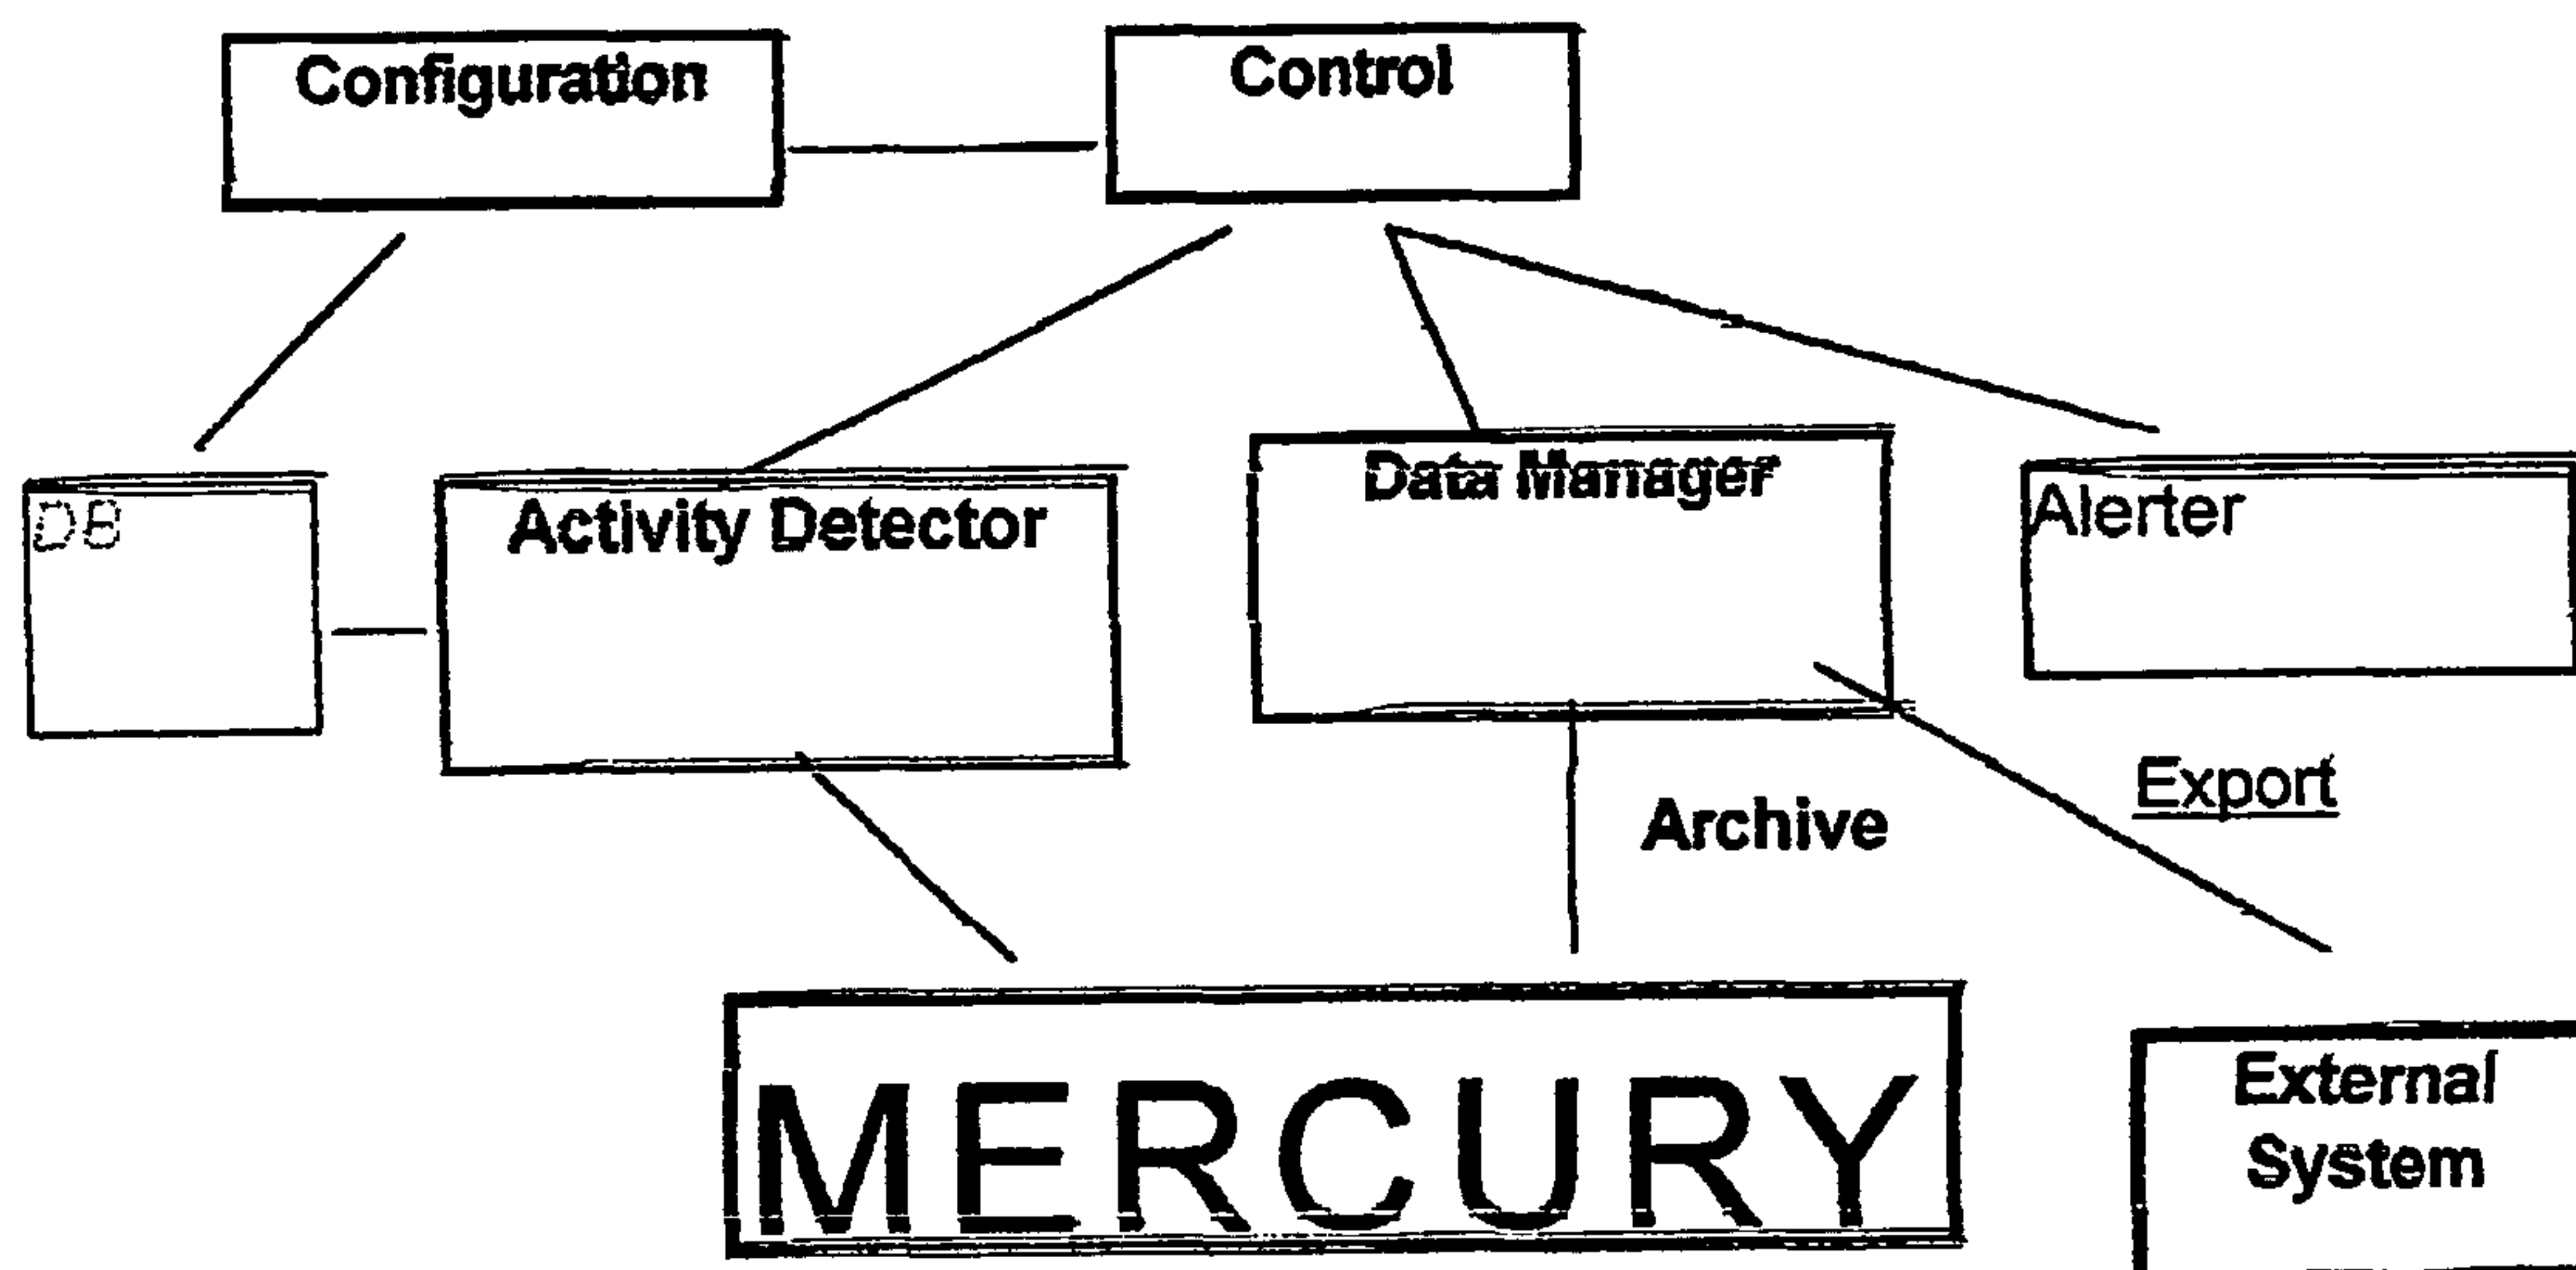 Configuration
Control
DB
Activity Detector
Data Manager
Alerter
Archive
Export
MERCURY
External
System